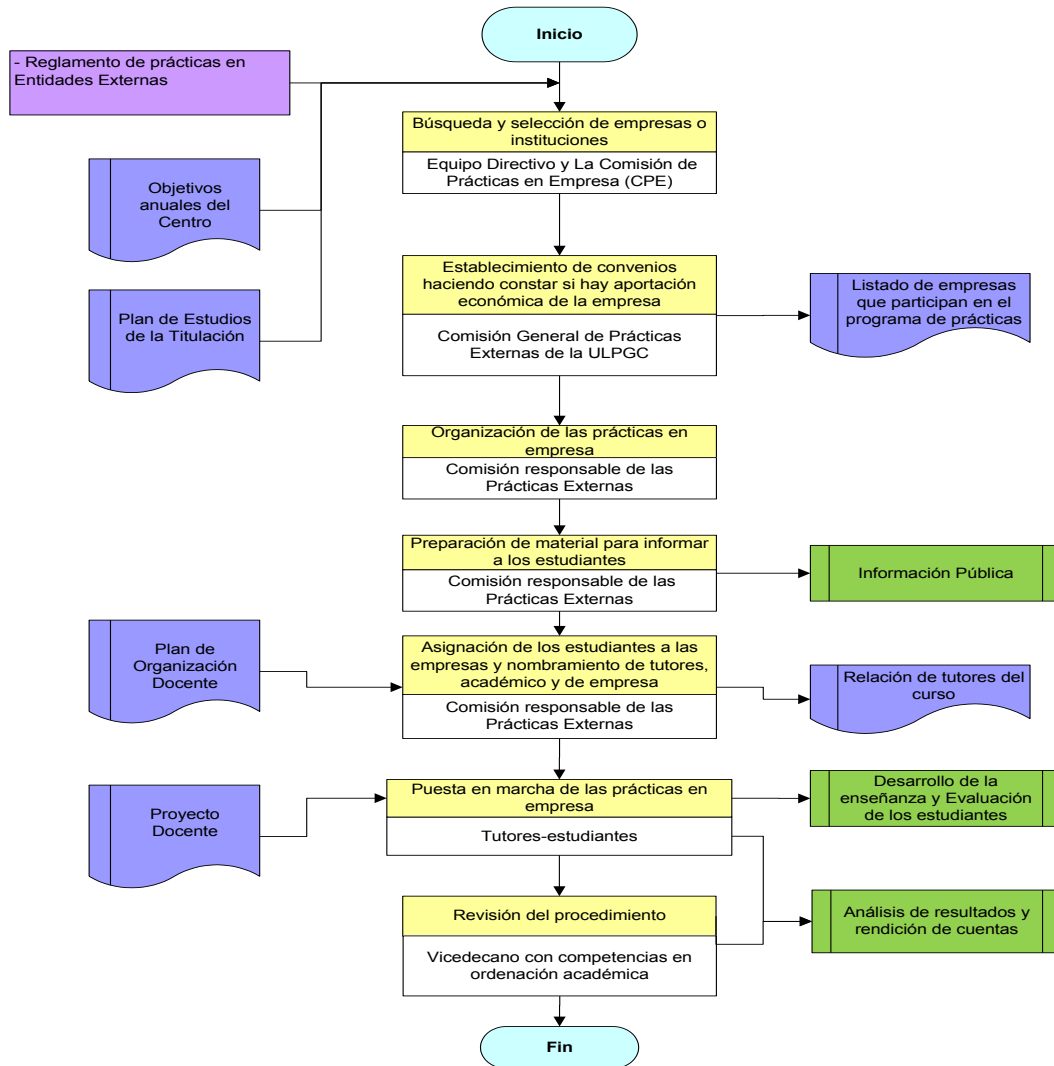 Inicio
- Reglamento de prácticas en
Entidades Externas
Búsqueda y selección de empresas o
instituciones
Equipo Directivo y La Comisión de
Prácticas en Empresa (CPE)
Objetivos
anuales del
Centro
Establecimiento de convenios
haciendo constar si hay aportación
económica de la empresa
Comisión General de Prácticas
Externas de la ULPGC
Listado de empresas
que participan en el
programa de prácticas
Plan de Estudios
de la Titulación
Organización de las prácticas en
empresa
Comisión responsable de las
Prácticas Externas
Preparación de material para informar
a los estudiantes
Comisión responsable de las
Prácticas Externas
Información Pública
Plan de
Organización
Docente
Asignación de los estudiantes a las
empresas y nombramiento de tutores,
académico y de empresa
Comisión responsable de las
Prácticas Externas
Relación de tutores del
curso
Proyecto
Docente
Puesta en marcha de las prácticas en
empresa
Tutores-estudiantes
Desarrollo de la
enseñanza y Evaluación
de los estudiantes
Revisión del procedimiento
Vicedecano con competencias en
ordenación académica
Análisis de resultados y
rendición de cuentas
Fin